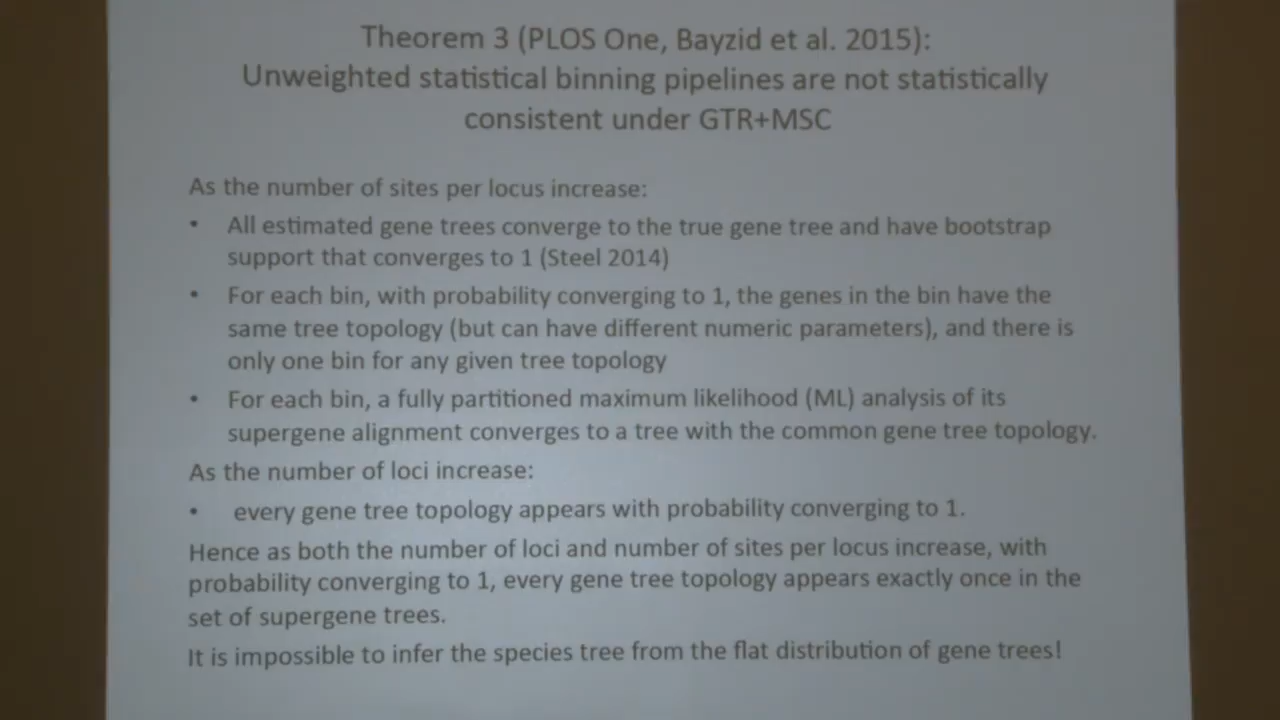 Theorem 3 (PLOS One, Bayzid et al. 2015):
Unweighted statistical binning pipelines are not statistically
consistent under GTR+MSC
As the number of sites per locus increase:
• All estimated gene trees converge to the true gene tree and have bootstrap
support that converges to 1 (Steel 2014)
• For each bin, with probability converging to 1, the genes in the bin have the
same tree topology (but can have different numeric parameters), and there is
only one bin for any given tree topology
• For each bin, a fully partitioned maximum likelihood (ML) analysis of its
supergene alignment converges to a tree with the common gene tree topology.
As the number of loci increase:
• every gene tree topology appears with probability converging to 1.
Hence as both the number of loci and number of sites per locus increase, with
probability converging to 1, every gene tree topology appears exactly once in the
set of supergene trees.
It is impossible to infer the species tree from the flat distribution of gene trees!